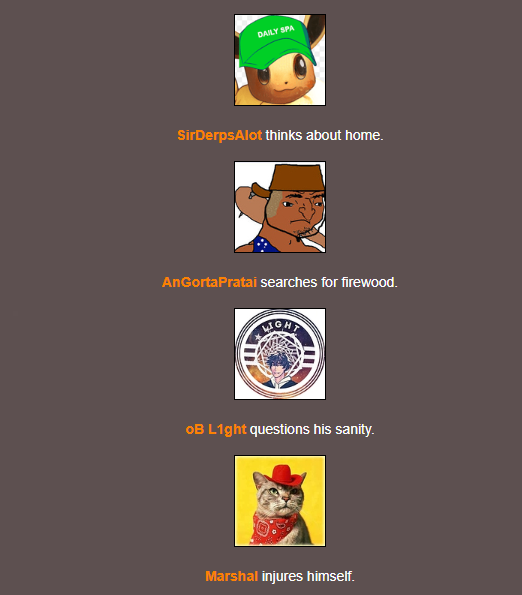 DAILY SPA
SirDerpsAlot thinks about home.
AnGortaPratai searches for firewood.
LIGHT
oB L1ght questions his sanity.
Marshal injures himself.